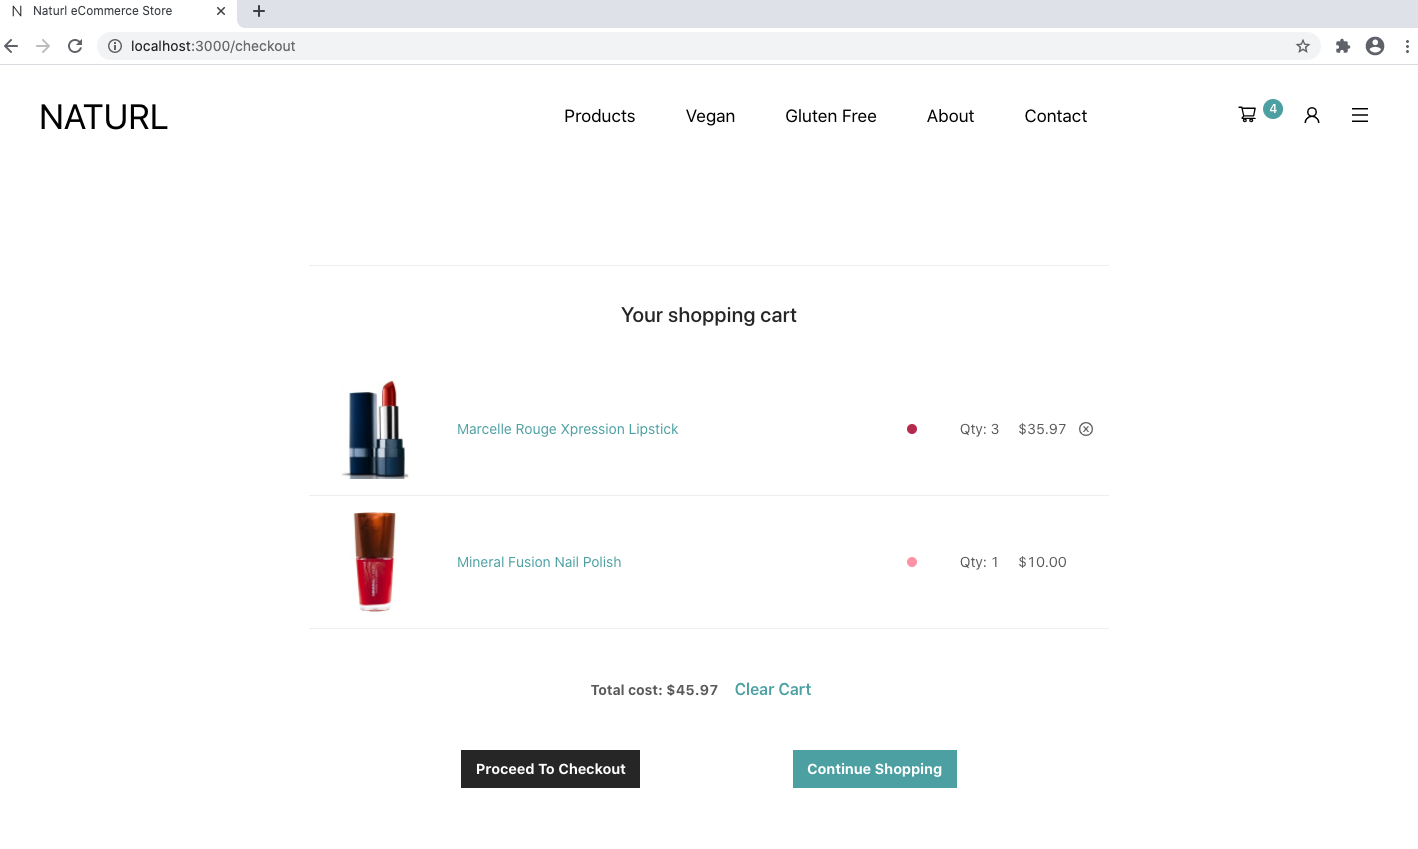 Naturl eCommerce Store
localhost:3000/checkout
NATURL
Products Vegan Gluten Free About Contact
4
Your shopping cart
Marcelle Rouge Xpression Lipstick Qty: 3 $35.97
Mineral Fusion Nail Polish Qty: 1 $10.00
Total cost: $45.97 Clear Cart
Proceed To Checkout Continue Shopping